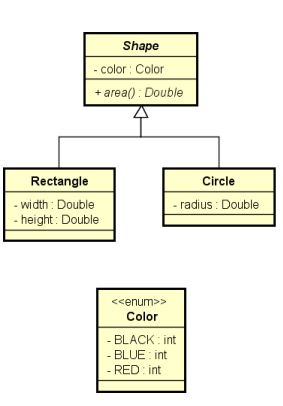 Shape
- color : Color
+ area() : Double
Rectangle
- width : Double
- height : Double
Circle
- radius : Double
<<enum>>
Color
- BLACK : int
- BLUE : int
- RED : int